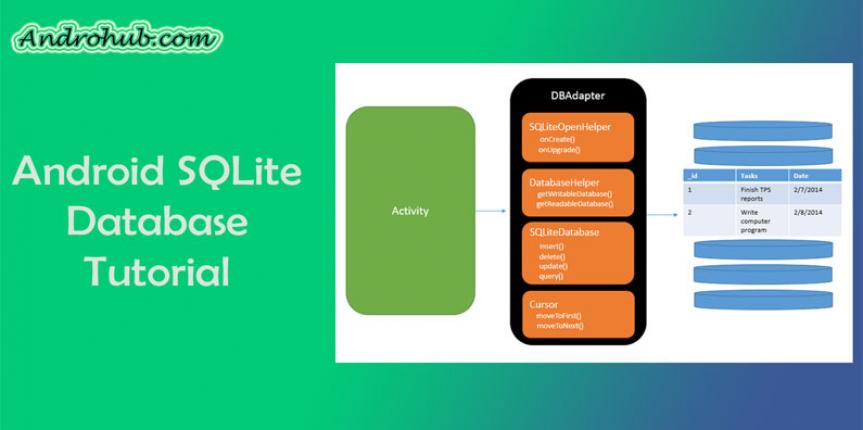 Androhub.com
Android SQLite
Database
Tutorial
Activity
DBAdapter
SQLiteOpenHelper
onCreate()
onUpgrade()
DatabaseHelper
getWritableDatabase()
getReadableDatabase()
SQLiteDatabase
insert()
delete()
update()
query()
Cursor
moveToFirst()
moveToNext()
_id Tasks Date
1 Finish TPS 2/7/2014
reports
2 Write 2/8/2014
computer
program